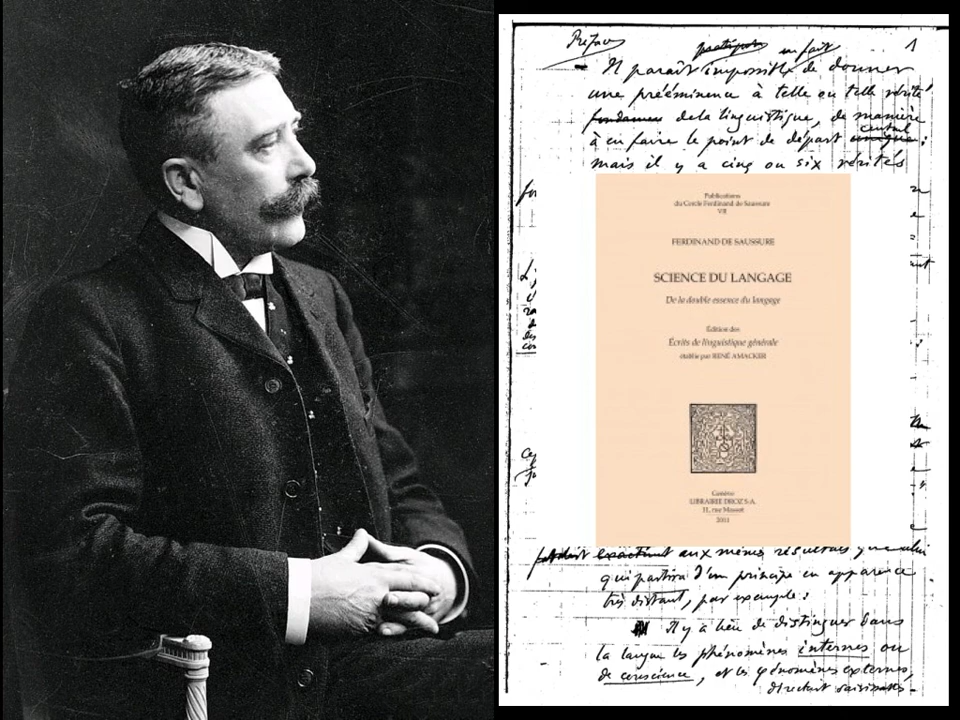 Préface
en fait
1
Il paraît impossible de donner
une prééminence à telle ou telle vérité
de la linguistique, de manière
central
à en faire le point de départ :
mais il y a cinq ou six vérités
Publications
du Cercle Ferdinand de Saussure
VII
FERDINAND DE SAUSSURE
SCIENCE DU LANGAGE
De la double essence du langage
Édition des
Écrits de linguistique générale
établie par RENÉ AMACKER
Genève
LIBRAIRIE DROZ S.A.
11, rue Massot
2011
exactement aux mêmes résultats que celui
qui partira d'un principe en apparence
très distant, par exemple :
Il y a lieu de distinguer dans
la langue les phénomènes internes ou
de conscience, et les phénomènes externes,